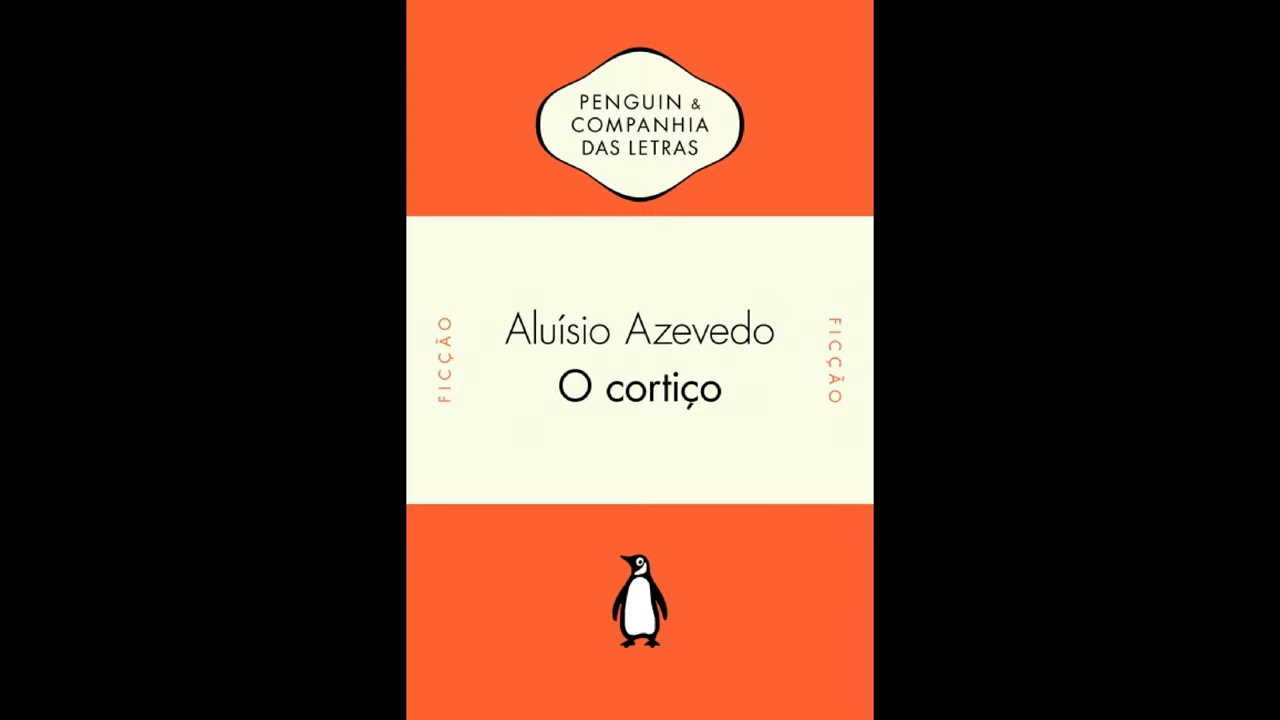 PENGUIN &
COMPANHIA
DAS LETRAS
FICÇÃO
Aluísio Azevedo
O cortiço
FICÇÃO